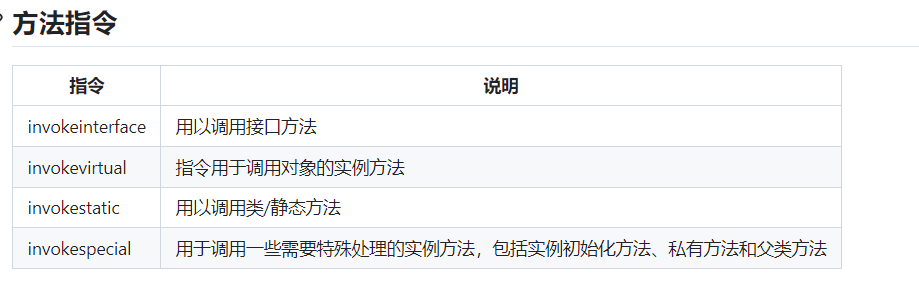 方法指令
指令 说明
invokeinterface 用以调用接口方法
invokevirtual 指令用于调用对象的实例方法
invokestatic 用以调用类/静态方法
invokespecial 用于调用一些需要特殊处理的实例方法，包括实例初始化方法、私有方法和父类方法